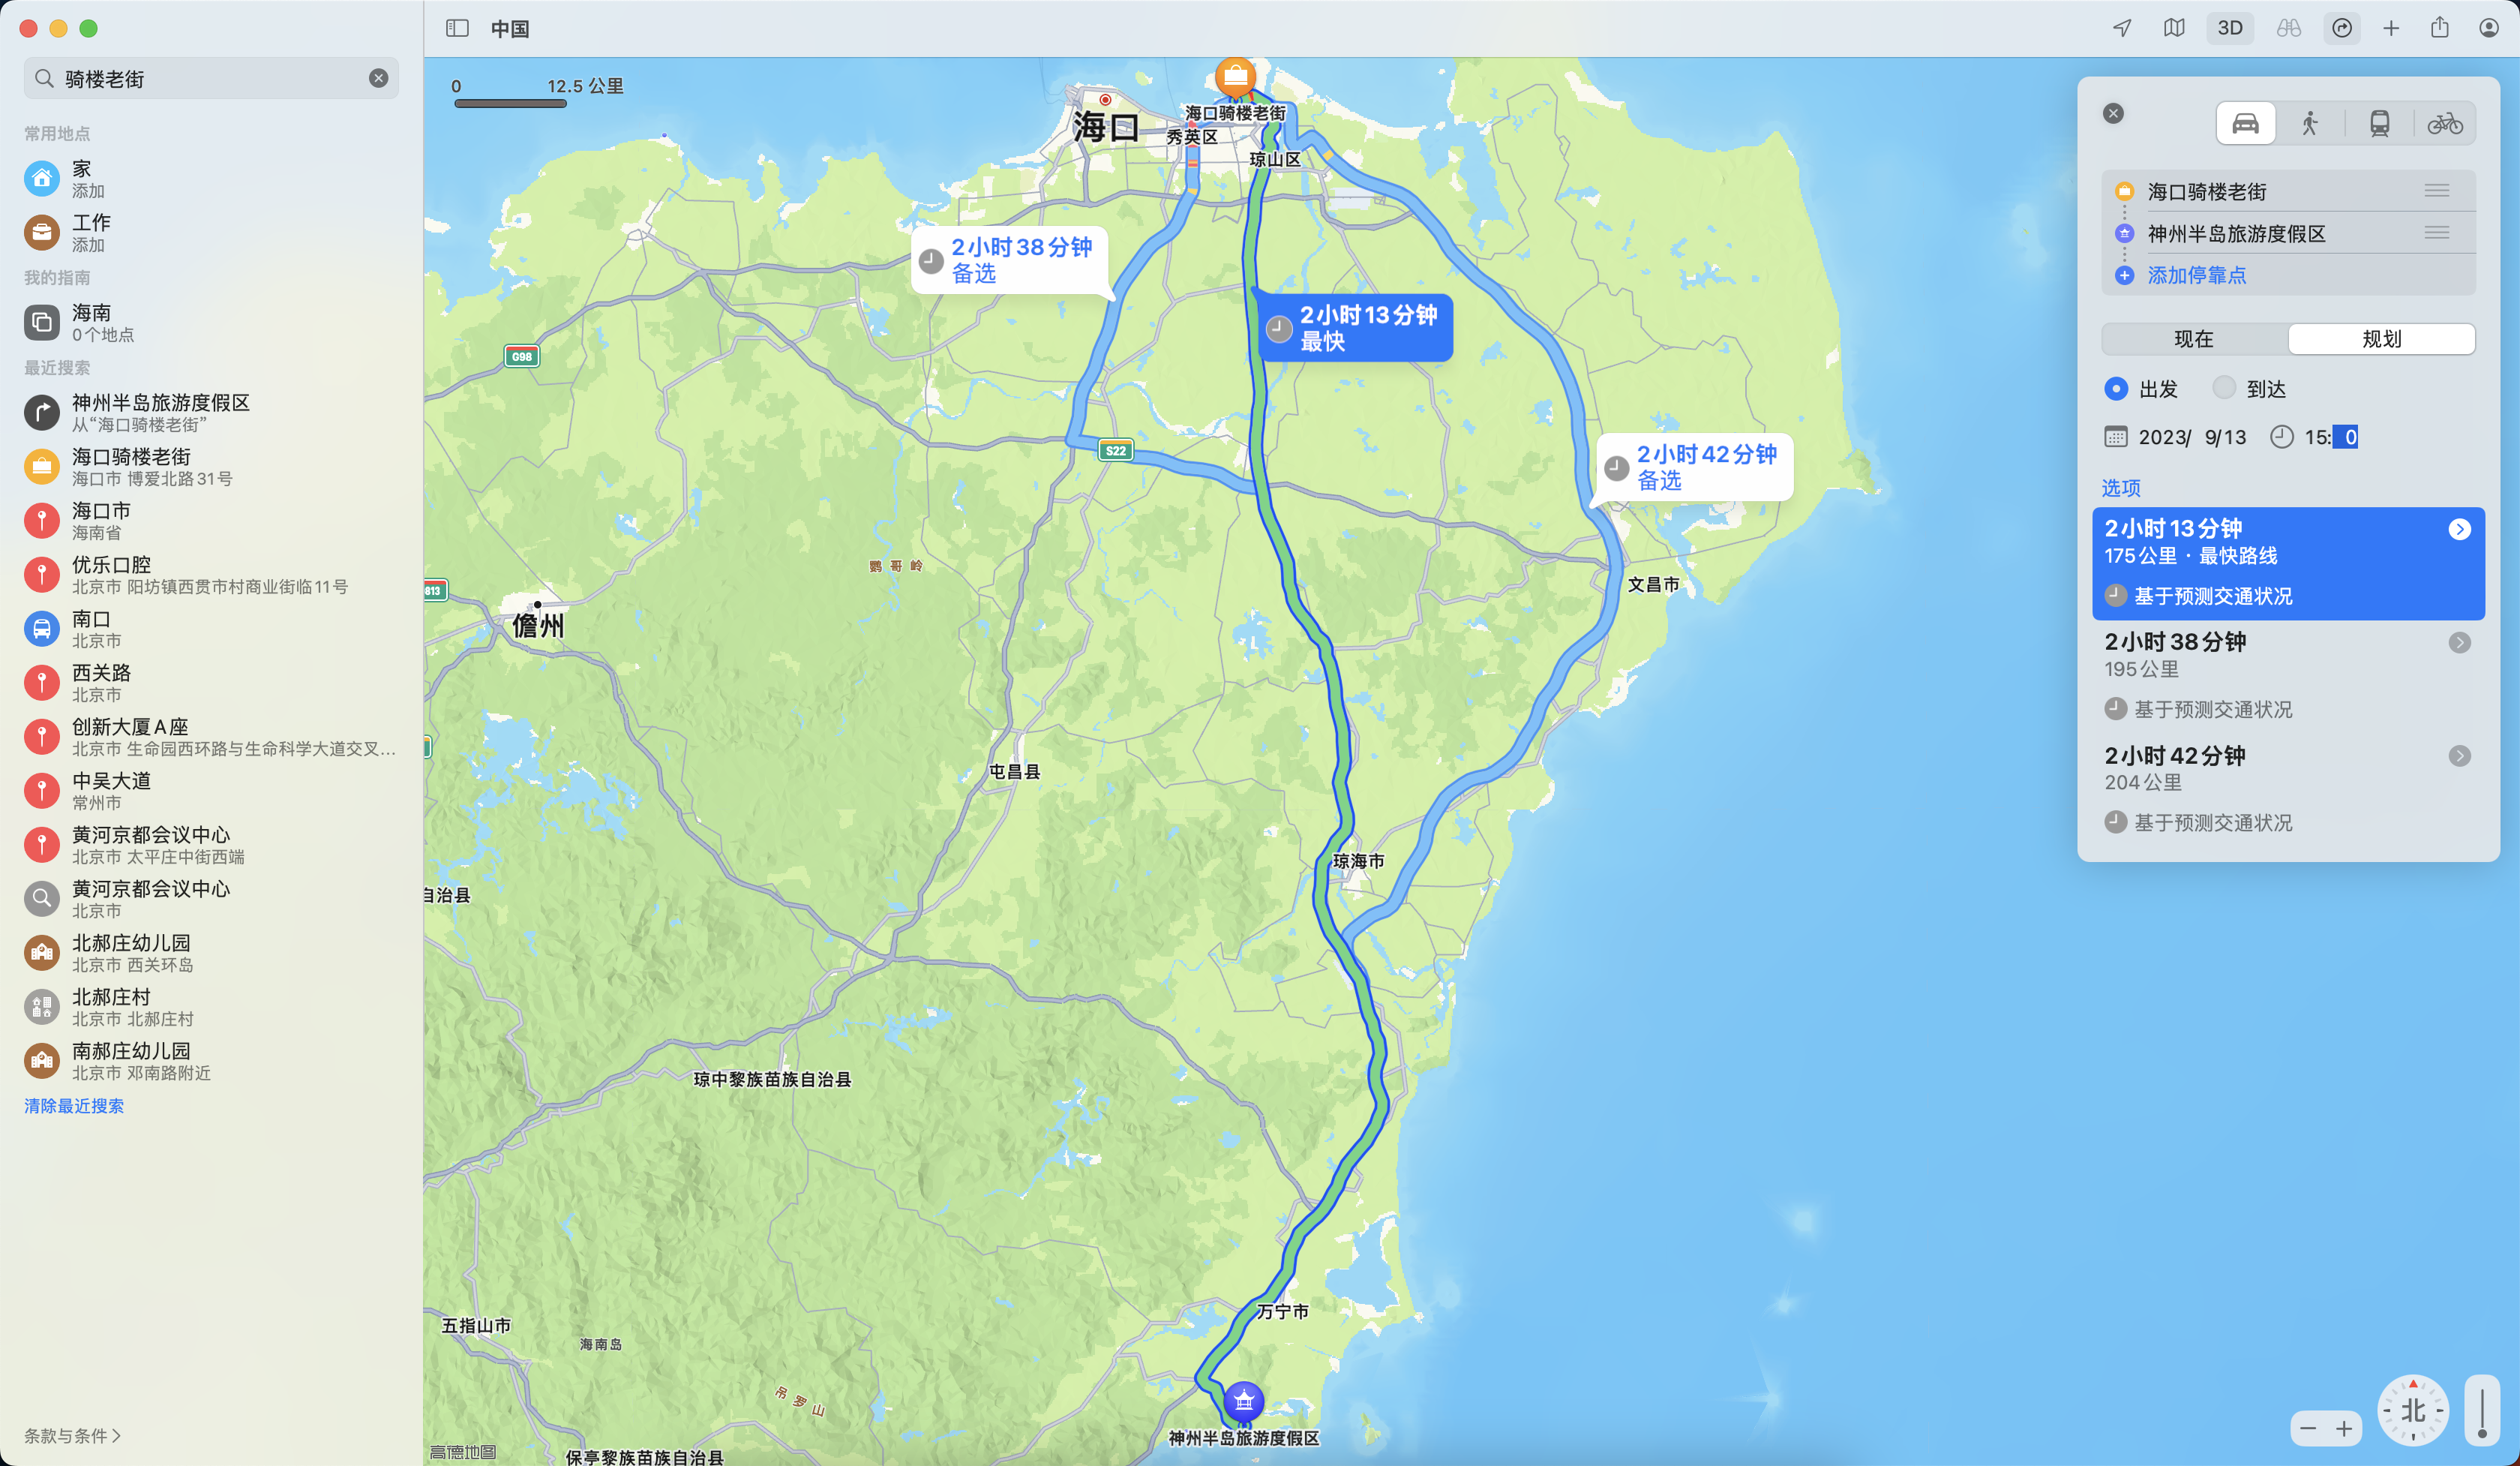 中国
3D
骑楼老街
常用地点
家
添加
工作
添加
我的指南
海南
0个地点
最近搜索
神州半岛旅游度假区
从“海口骑楼老街”
海口骑楼老街
海口市 博爱北路31号
海口市
海南省
优乐口腔
北京市 阳坊镇西贯市村商业街临11号
南口
北京市
西关路
北京市
创新大厦A座
北京市 生命园西环路与生命科学大道交叉…
中吴大道
常州市
黄河京都会议中心
北京市 太平庄中街西端
黄河京都会议中心
北京市
北郝庄幼儿园
北京市 西关环岛
北郝庄村
北京市 北郝庄村
南郝庄幼儿园
北京市 邓南路附近
清除最近搜索
条款与条件
0 12.5 公里
海口
海口骑楼老街
秀英区
琼山区
2小时38分钟
备选
2小时13分钟
最快
G98
S22
2小时42分钟
备选
鹦哥岭
813
儋州
文昌市
屯昌县
琼海市
自治县
琼中黎族苗族自治县
万宁市
五指山市
海南岛
吊罗山
神州半岛旅游度假区
高德地图
保亭黎族苗族自治县
海口骑楼老街
神州半岛旅游度假区
添加停靠点
现在
规划
出发
到达
2023/ 9/13
15: 0
选项
2小时13分钟
175公里 · 最快路线
基于预测交通状况
2小时38分钟
195公里
基于预测交通状况
2小时42分钟
204公里
基于预测交通状况
北